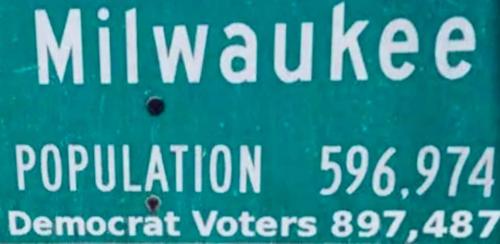 Milwaukee
POPULATION 596,974
Democrat Voters 897,487